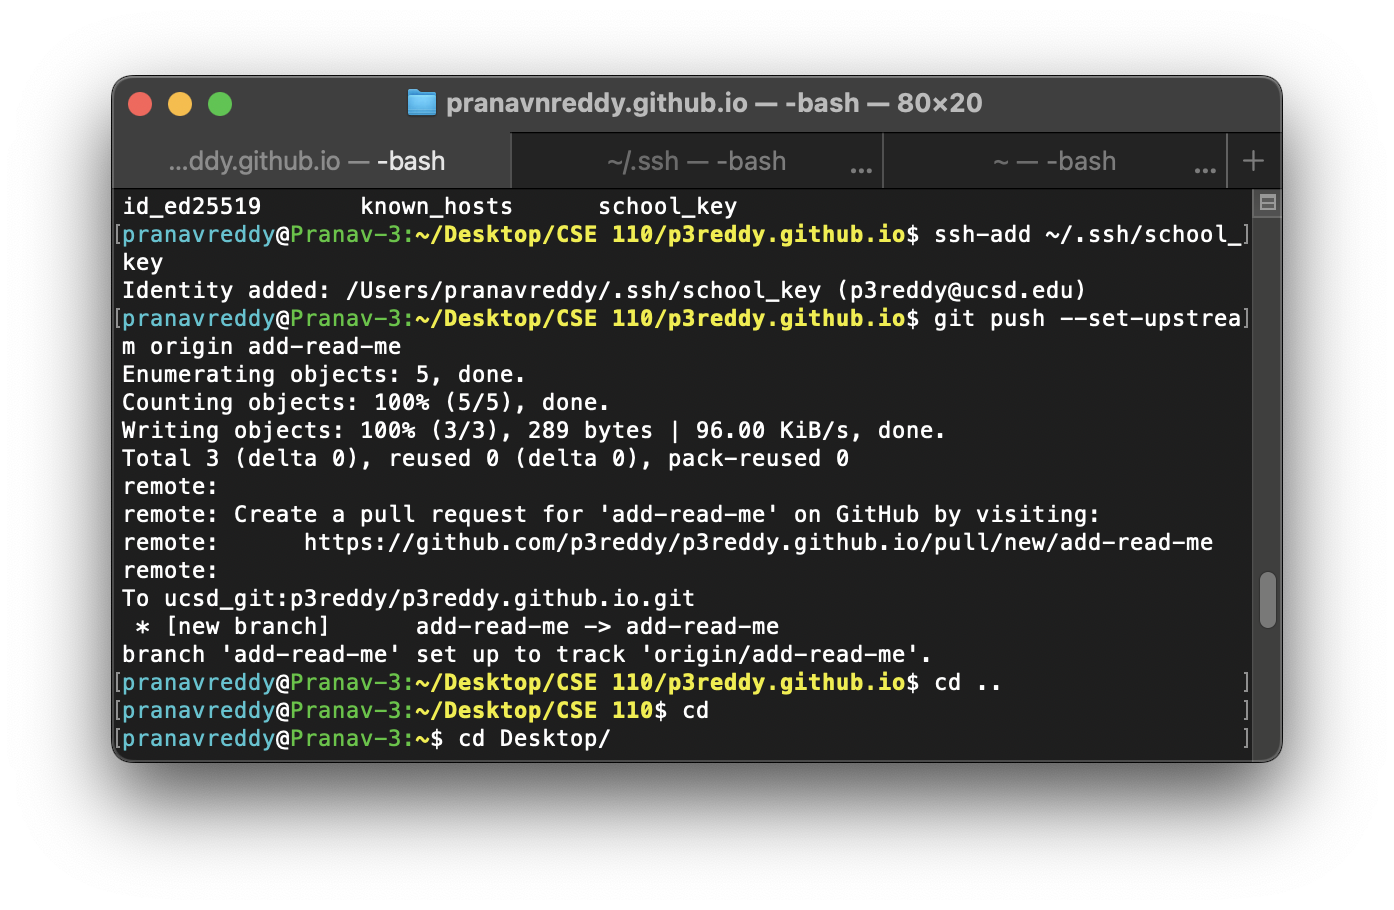 pranavnreddy.github.io — -bash — 80×20
...ddy.github.io — -bash ~/.ssh — -bash ... ~ — -bash ... +
id_ed25519       known_hosts      school_key
[pranavreddy@Pranav-3:~/Desktop/CSE 110/p3reddy.github.io$ ssh-add ~/.ssh/school_]
key
Identity added: /Users/pranavreddy/.ssh/school_key (p3reddy@ucsd.edu)
[pranavreddy@Pranav-3:~/Desktop/CSE 110/p3reddy.github.io$ git push --set-upstrea]
m origin add-read-me
Enumerating objects: 5, done.
Counting objects: 100% (5/5), done.
Writing objects: 100% (3/3), 289 bytes | 96.00 KiB/s, done.
Total 3 (delta 0), reused 0 (delta 0), pack-reused 0
remote:
remote: Create a pull request for 'add-read-me' on GitHub by visiting:
remote:      https://github.com/p3reddy/p3reddy.github.io/pull/new/add-read-me
remote:
To ucsd_git:p3reddy/p3reddy.github.io.git
 * [new branch]      add-read-me -> add-read-me
branch 'add-read-me' set up to track 'origin/add-read-me'.
[pranavreddy@Pranav-3:~/Desktop/CSE 110/p3reddy.github.io$ cd ..                 ]
[pranavreddy@Pranav-3:~/Desktop/CSE 110$ cd                                      ]
[pranavreddy@Pranav-3:~$ cd Desktop/                                             ]